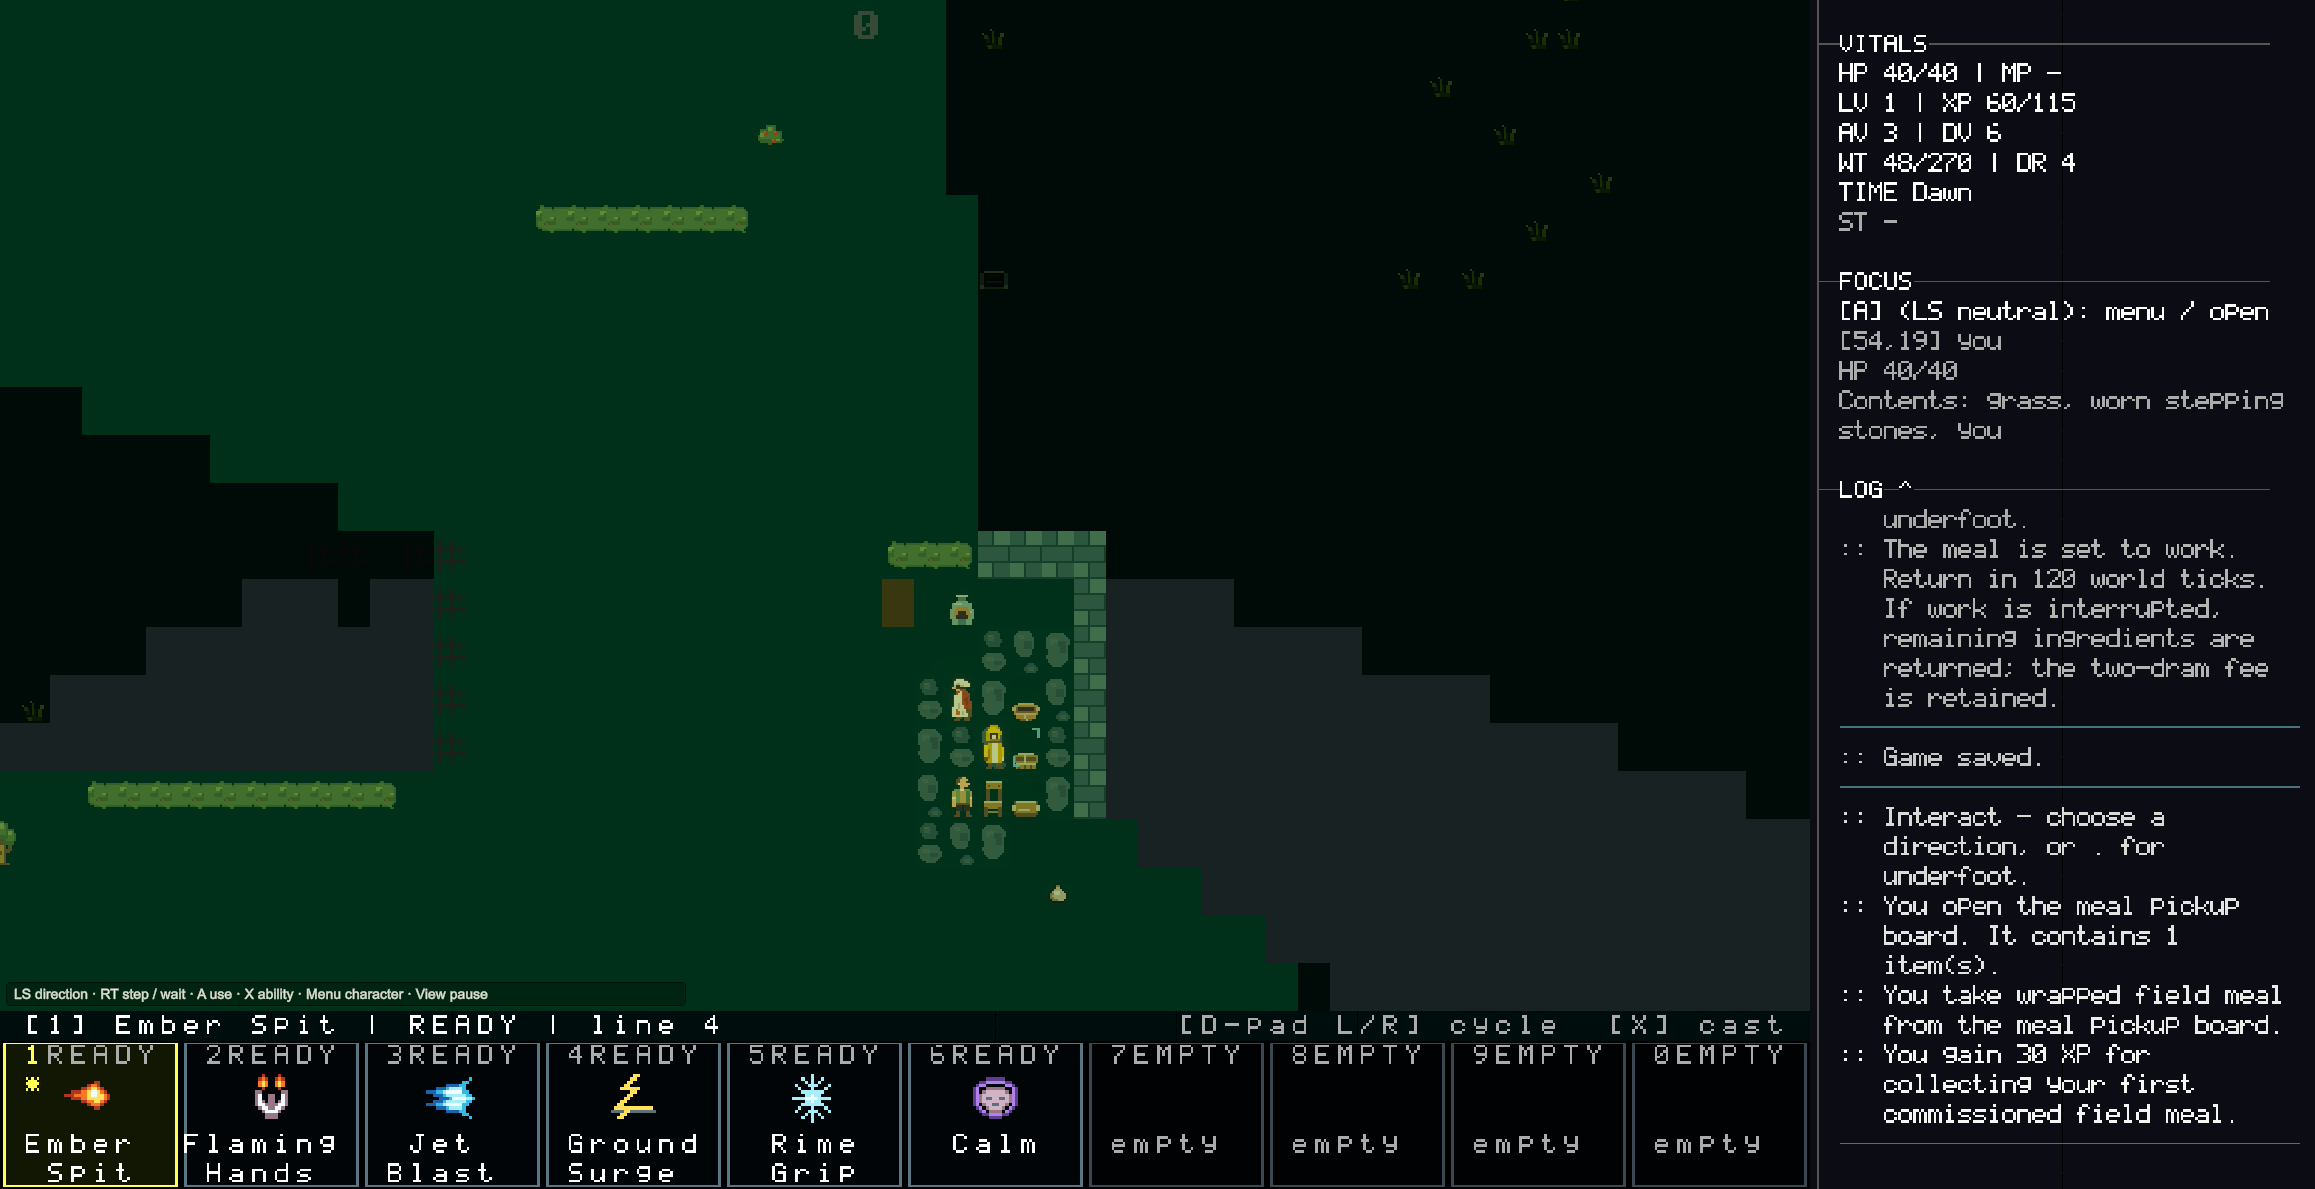 VITALS
HP 40/40 | MP -
LV 1 | XP 60/115
AV 3 | DV 6
WT 48/270 | DR 4
TIME Dawn
ST -
FOCUS
[A] (LS neutral): menu / open
[54,19] you
HP 40/40
Contents: grass, worn stepping
stones, you
LOG ^
underfoot.
:: The meal is set to work.
Return in 120 world ticks.
If work is interrupted,
remaining ingredients are
returned; the two-dram fee
is retained.
:: Game saved.
:: Interact - choose a
direction, or . for
underfoot.
:: You open the meal pickup
board. It contains 1
item(s).
:: You take wrapped field meal
from the meal pickup board.
:: You gain 30 XP for
collecting your first
commissioned field meal.
LS direction · RT step / wait · A use · X ability · Menu character · View pause
[1] Ember Spit | READY | line 4
[D-pad L/R] cycle [X] cast
1READY
Ember
Spit
2READY
Flaming
Hands
3READY
Jet
Blast
4READY
Ground
Surge
5READY
Rime
Grip
6READY
Calm
7EMPTY
empty
8EMPTY
empty
9EMPTY
empty
0EMPTY
empty